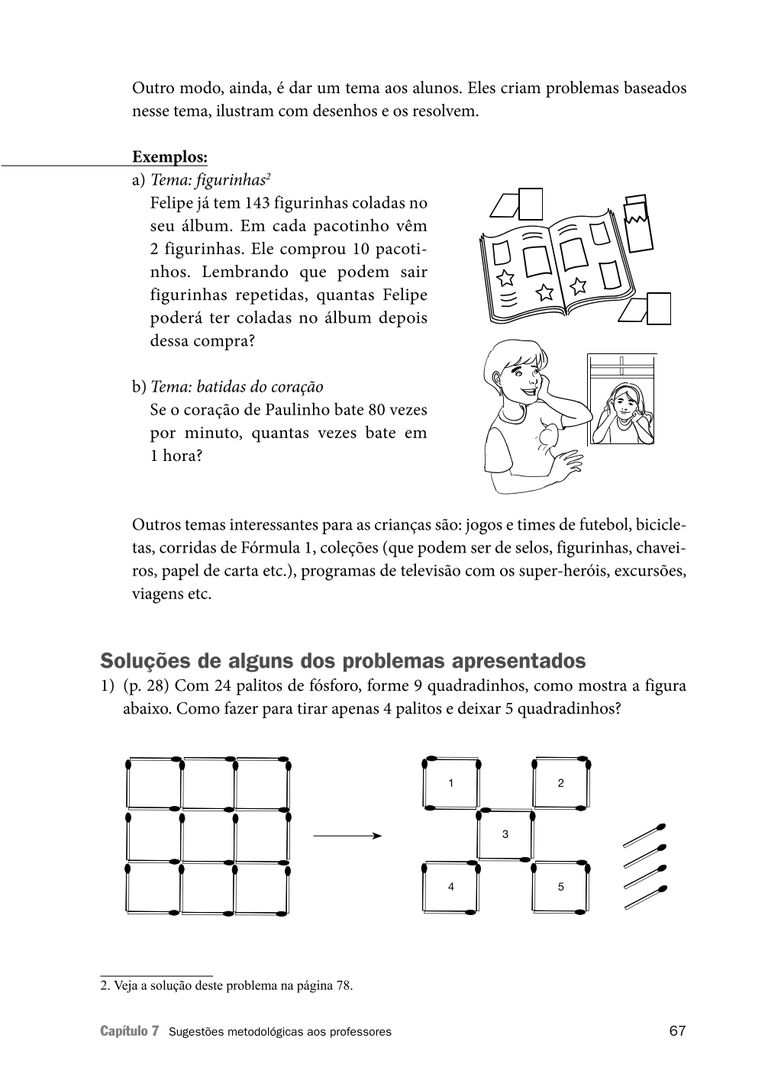 Outro modo, ainda, é dar um tema aos alunos. Eles criam problemas baseados
nesse tema, ilustram com desenhos e os resolvem.
Exemplos:
a) Tema: figurinhas²
Felipe já tem 143 figurinhas coladas no
seu álbum. Em cada pacotinho vêm
2 figurinhas. Ele comprou 10 pacoti-
nhos. Lembrando que podem sair
figurinhas repetidas, quantas Felipe
poderá ter coladas no álbum depois
dessa compra?
b) Tema: batidas do coração
Se o coração de Paulinho bate 80 vezes
por minuto, quantas vezes bate em
1 hora?
Outros temas interessantes para as crianças são: jogos e times de futebol, bicicle-
tas, corridas de Fórmula 1, coleções (que podem ser de selos, figurinhas, chavei-
ros, papel de carta etc.), programas de televisão com os super-heróis, excursões,
viagens etc.
Soluções de alguns dos problemas apresentados
1) (p. 28) Com 24 palitos de fósforo, forme 9 quadradinhos, como mostra a figura
abaixo. Como fazer para tirar apenas 4 palitos e deixar 5 quadradinhos?
1 2
3
4 5
2. Veja a solução deste problema na página 78.
Capítulo 7 Sugestões metodológicas aos professores 67